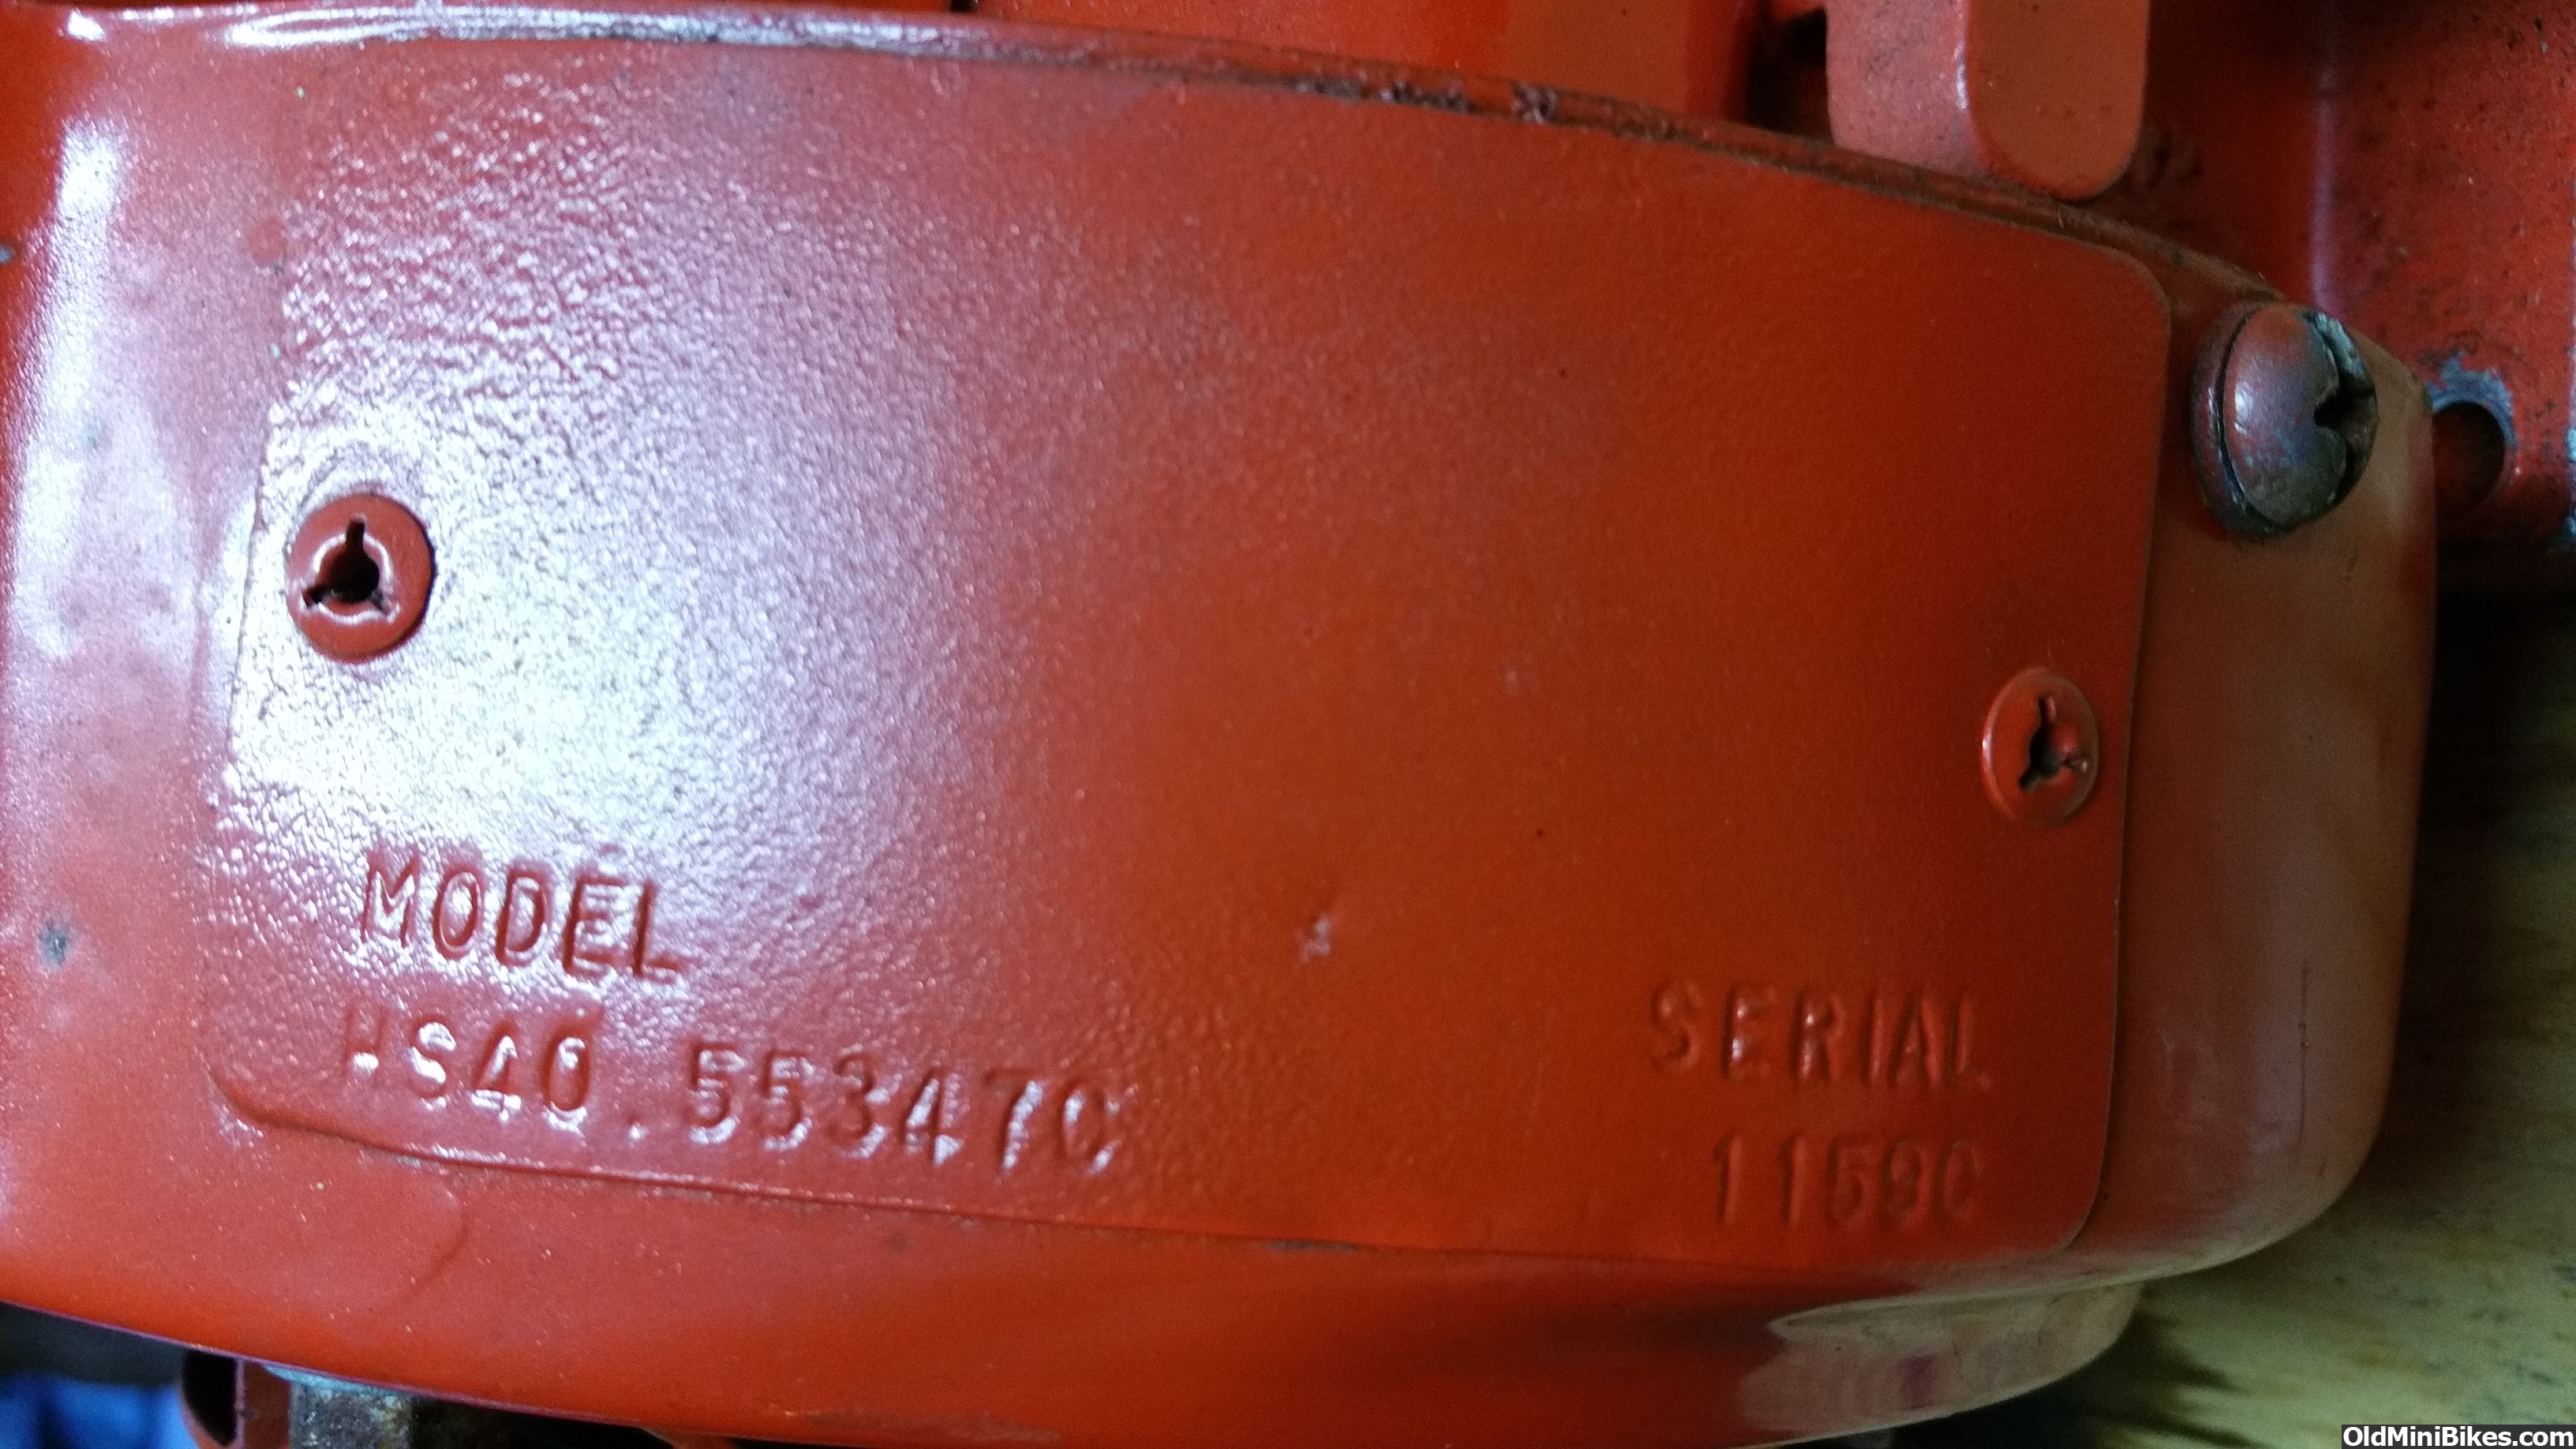 MODEL
HS40.55347C
SERIAL
1159C
OldMiniBikes.com